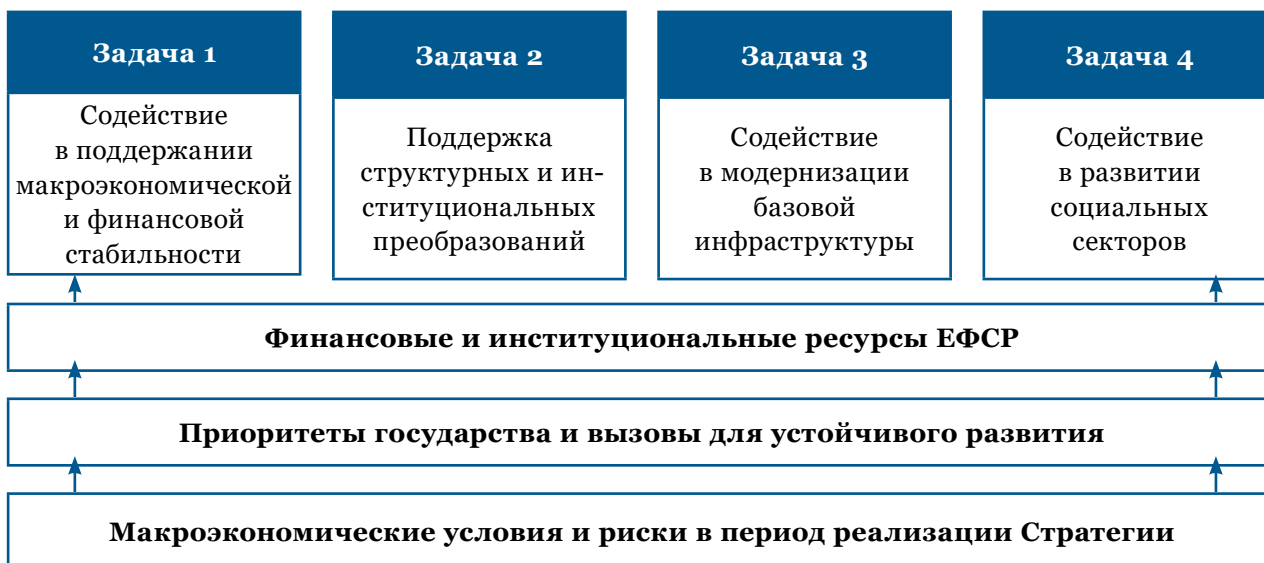 Задача 1
Содействие
в поддержании
макроэкономической
и финансовой
стабильности
Задача 2
Поддержка
структурных и ин-
ституциональных
преобразований
Задача 3
Содействие
в модернизации
базовой
инфраструктуры
Задача 4
Содействие
в развитии
социальных
секторов
Финансовые и институциональные ресурсы ЕФСР
Приоритеты государства и вызовы для устойчивого развития
Макроэкономические условия и риски в период реализации Стратегии